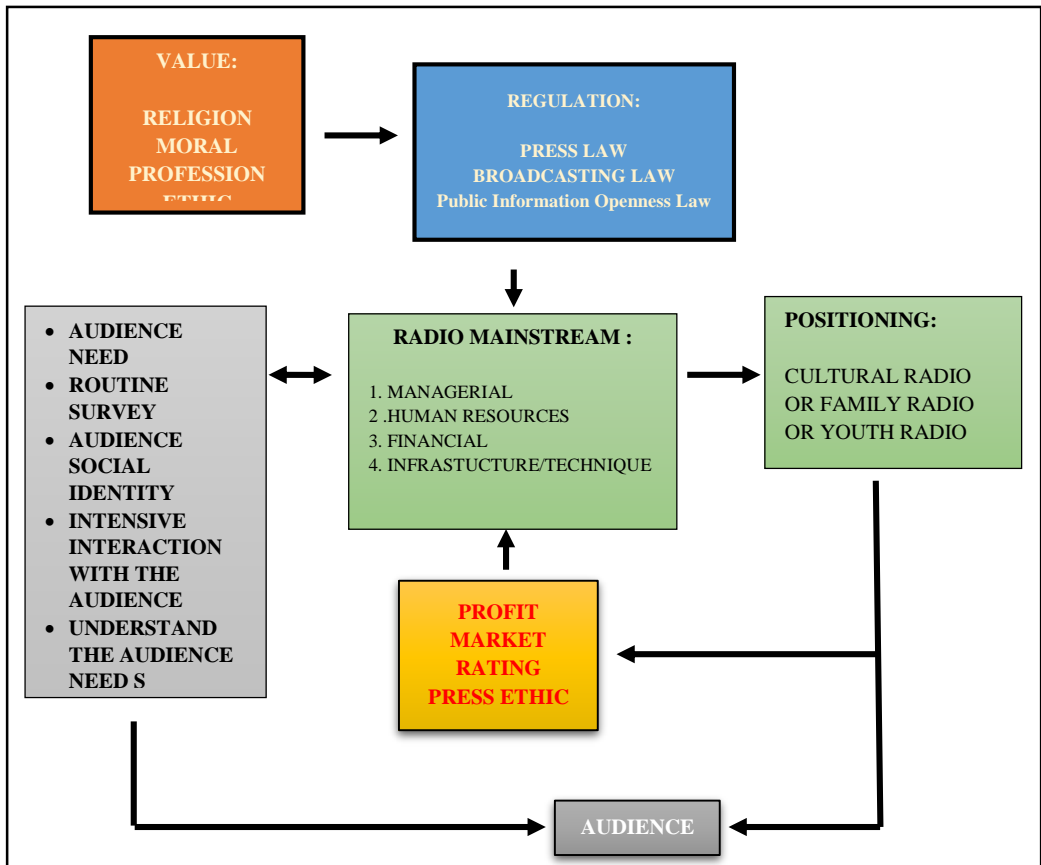 VALUE:
RELIGION
MORAL
PROFESSION
ETHIC
REGULATION:
PRESS LAW
BROADCASTING LAW
Public Information Openness Law
• AUDIENCE
NEED
• ROUTINE
SURVEY
• AUDIENCE
SOCIAL
IDENTITY
• INTENSIVE
INTERACTION
WITH THE
AUDIENCE
• UNDERSTAND
THE AUDIENCE
NEED S
RADIO MAINSTREAM :
1. MANAGERIAL
2 .HUMAN RESOURCES
3. FINANCIAL
4. INFRASTUCTURE/TECHNIQUE
POSITIONING:
CULTURAL RADIO
OR FAMILY RADIO
OR YOUTH RADIO
PROFIT
MARKET
RATING
PRESS ETHIC
AUDIENCE